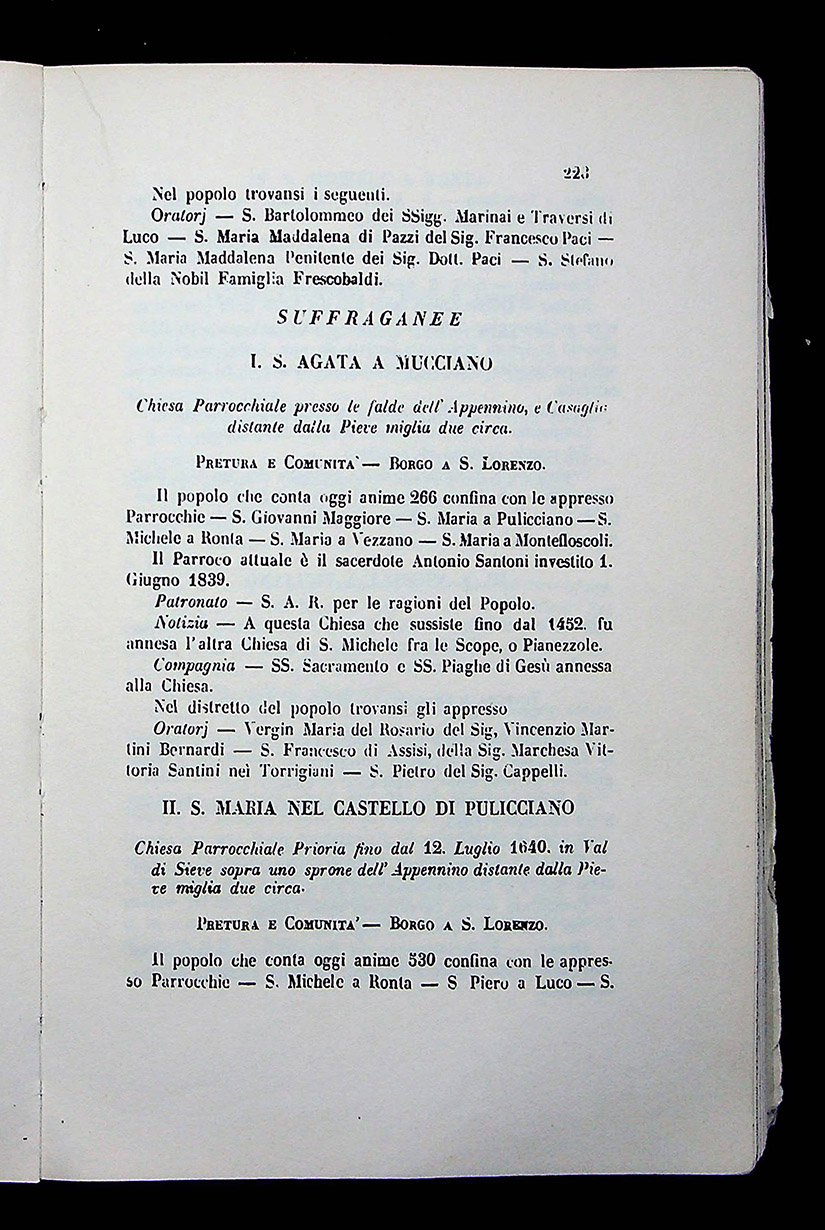 223
Nel popolo trovansi i seguenti.
Oratorj — S. Bartolommeo dei SSigg. Marinai e Traversi di
Luco — S. Maria Maddalena di Pazzi del Sig. Francesco Paci —
S. Maria Maddalena Penitente dei Sig. Dott. Paci — S. Stefano
della Nobil Famiglia Frescobaldi.
SUFFRAGANEE
I. S. AGATA A MUCCIANO
Chiesa Parrocchiale presso le falde dell' Appennino, e Casaglia
distante dalla Pieve miglia due circa.
PRETURA E COMUNITA' — BORGO A S. LORENZO.
Il popolo che conta oggi anime 266 confina con le appresso
Parrocchie — S. Giovanni Maggiore — S. Maria a Pulicciano — S.
Michele a Ronta — S. Maria a Vezzano — S. Maria a Montefloscoli.
Il Parroco attuale è il sacerdote Antonio Santoni investito 1.
Giugno 1839.
Patronato — S. A. R. per le ragioni del Popolo.
Notizia — A questa Chiesa che sussiste fino dal 1452. fu
annesa l'altra Chiesa di S. Michele fra le Scope, o Pianezzole.
Compagnia — SS. Sacramento e SS. Piaghe di Gesù annessa
alla Chiesa.
Nel distretto del popolo trovansi gli appresso
Oratorj — Vergin Maria del Rosario del Sig, Vincenzio Mar-
tini Bernardi — S. Francesco di Assisi, della Sig. Marchesa Vit-
toria Santini nei Torrigiani — S. Pietro del Sig. Cappelli.
II. S. MARIA NEL CASTELLO DI PULICCIANO
Chiesa Parrocchiale Prioria fino dal 12. Luglio 1640. in Val
di Sieve sopra uno sprone dell' Appennino distante dalla Pie-
ve miglia due circa.
PRETURA E COMUNITA' — BORGO A S. LORENZO.
Il popolo che conta oggi anime 530 confina con le appres-
so Parrocchie — S. Michele a Ronta — S Piero a Luco — S.